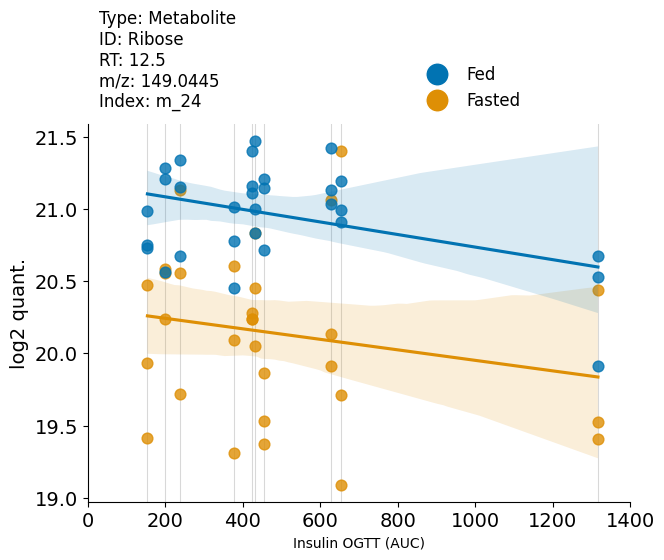 Type: Metabolite
ID: Ribose
RT: 12.5
m/z: 149.0445
Index: m_24
Fed
Fasted
21.5
21.0
20.5
20.0
19.5
19.0
log2 quant.
0 200 400 600 800 1000 1200 1400
Insulin OGTT (AUC)